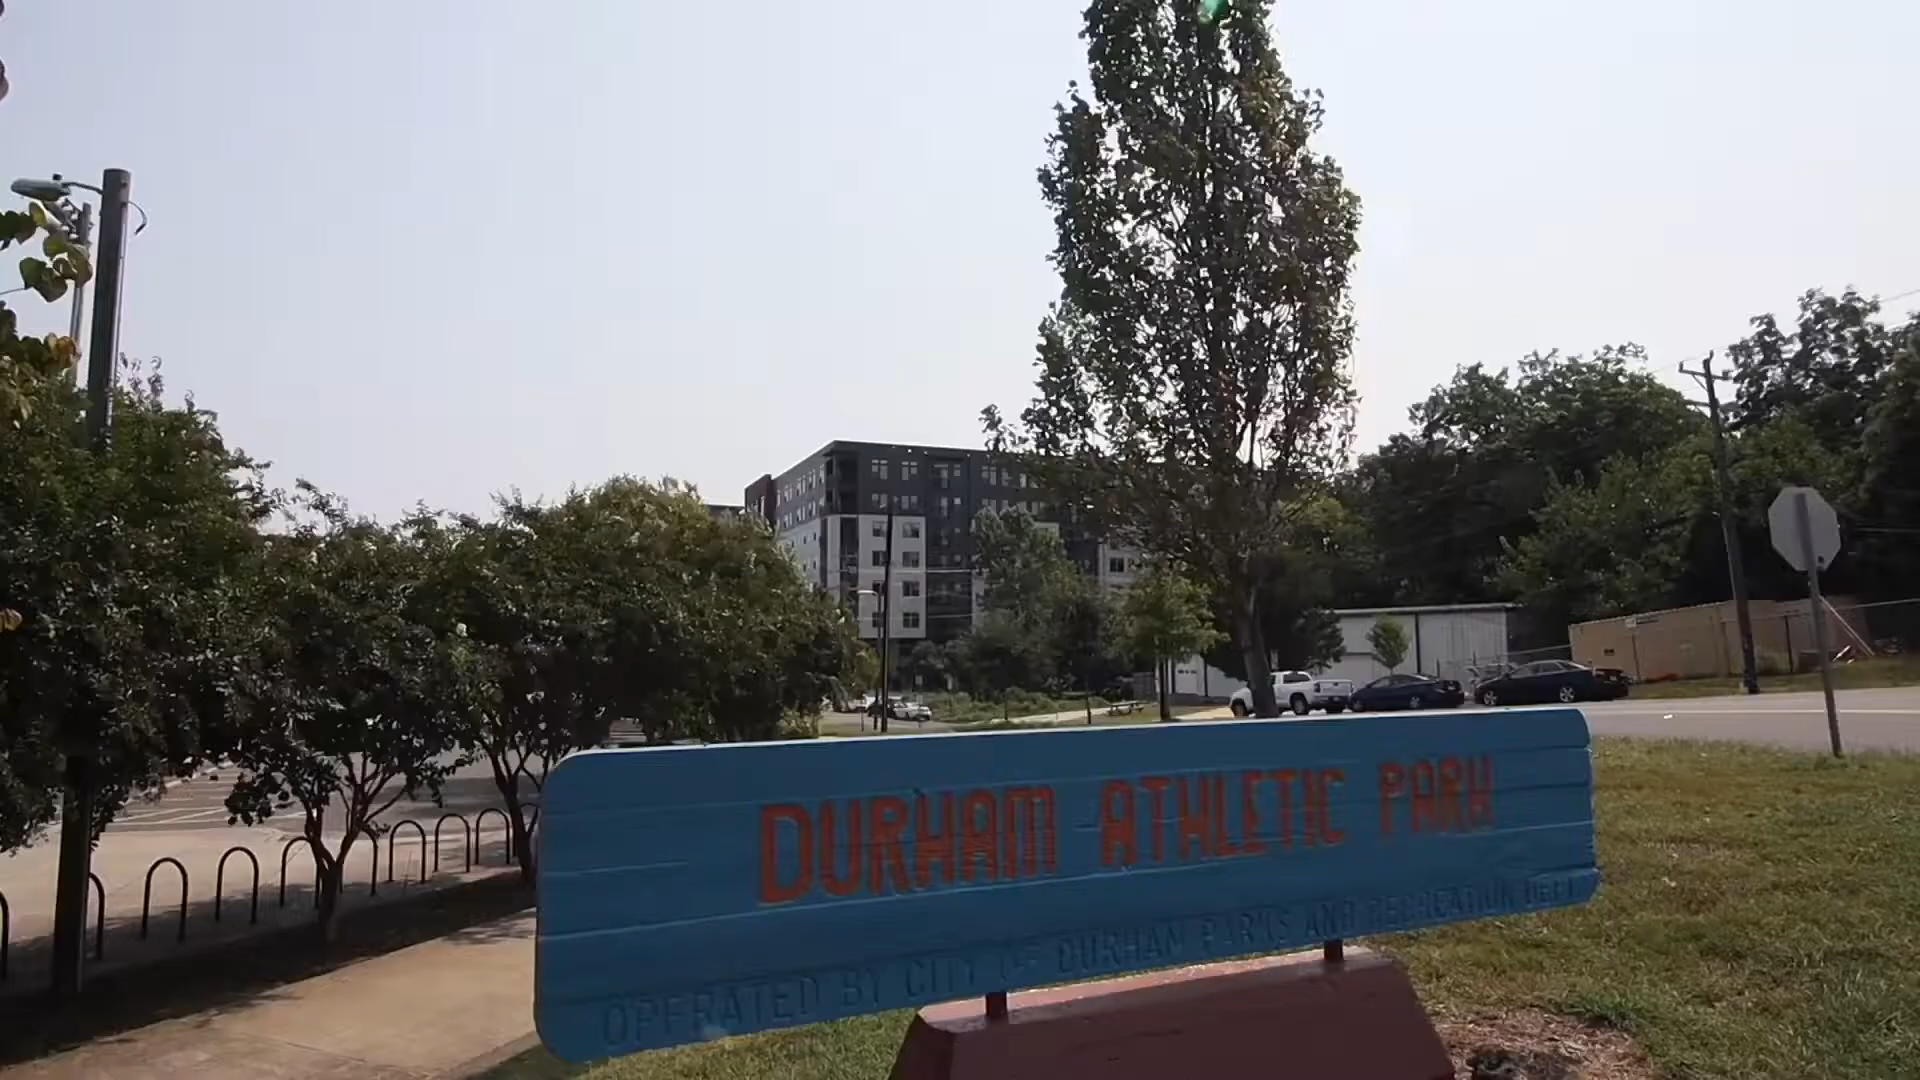 DURHAM ATHLETIC PARK
OPERATED BY CITY OF DURHAM PARKS AND RECREATION DEPT